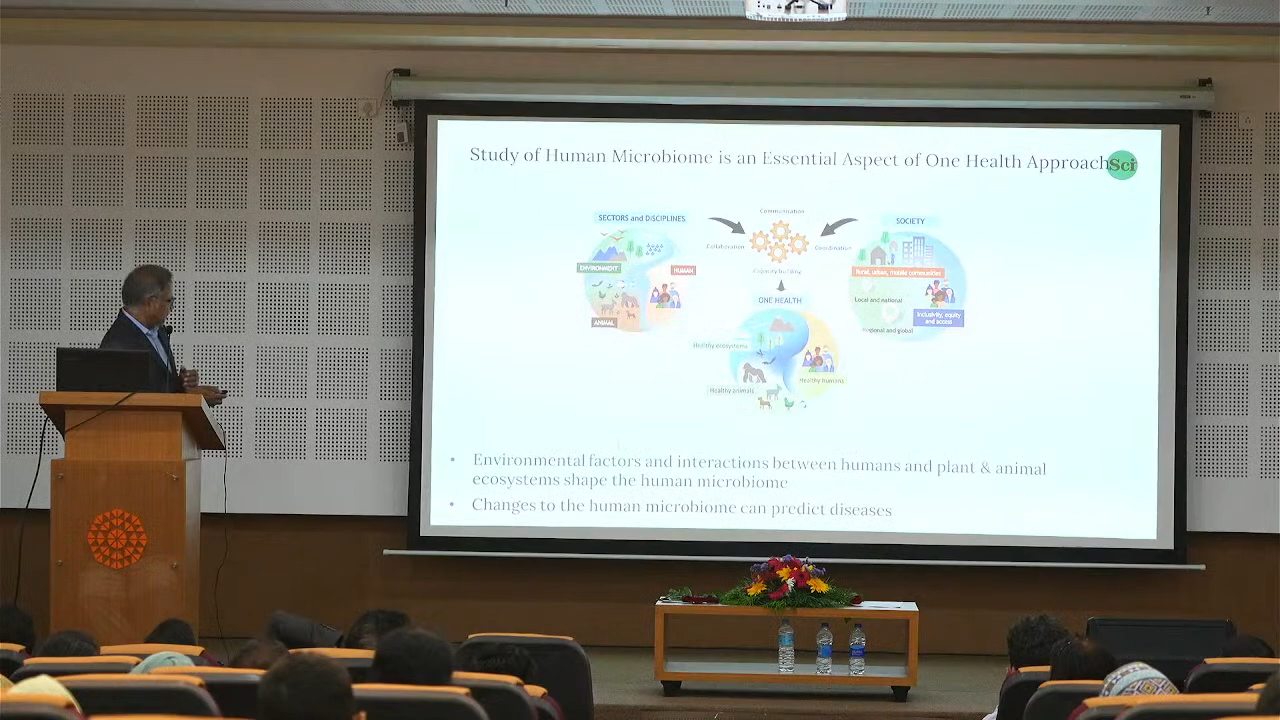 Study of Human Microbiome is an Essential Aspect of One Health Approach
Sci
Communication
SECTORS and DISCIPLINES
SOCIETY
Collaboration
Coordination
ENVIRONMENT
HUMAN
Capacity building
Rural, urban, mobile communities
ONE HEALTH
Local and national
ANIMAL
Inclusivity, equity
and access
Regional and global
Healthy ecosystems
Healthy humans
Healthy animals
• Environmental factors and interactions between humans and plant & animal
ecosystems shape the human microbiome
• Changes to the human microbiome can predict diseases